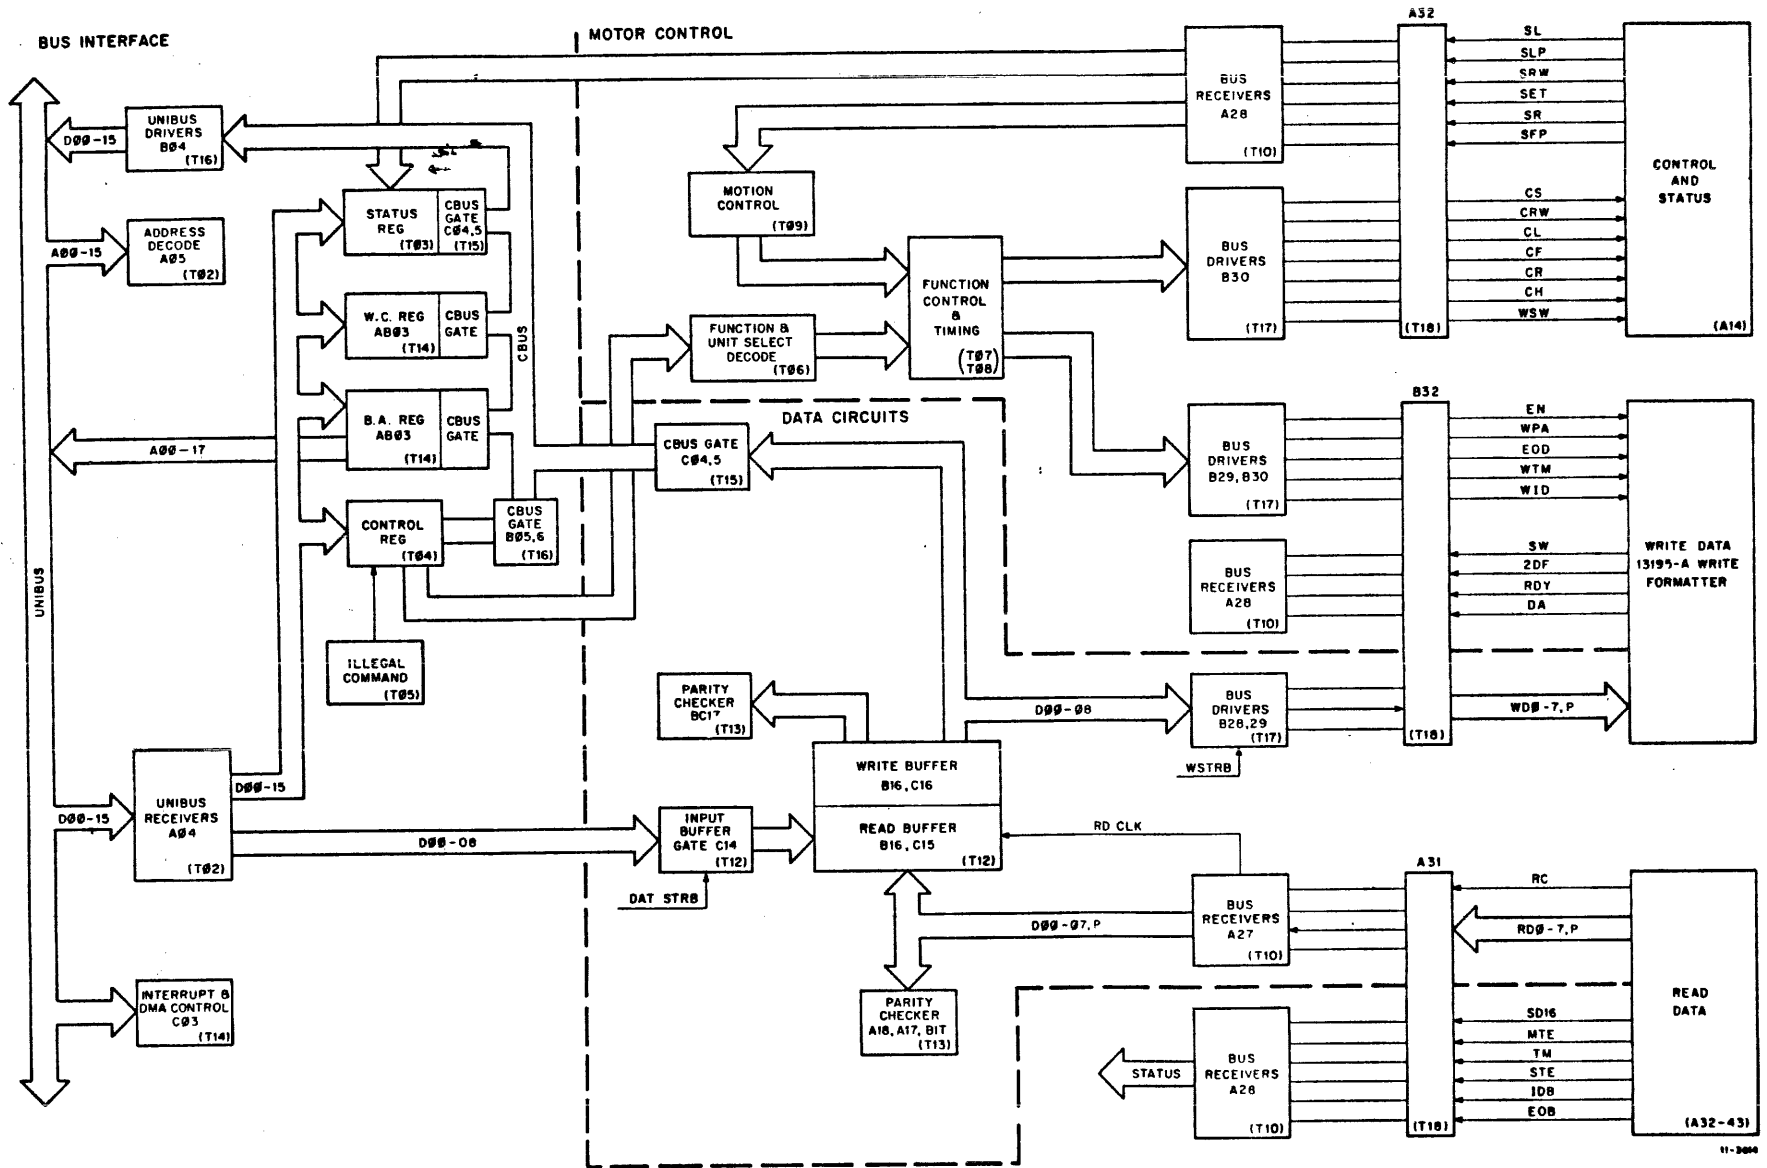 BUS INTERFACE
MOTOR CONTROL
UNIBUS
D00-15
UNIBUS
DRIVERS
B04
(T16)
A00-15
ADDRESS
DECODE
A05
(T02)
STATUS
REG
(T03)
CBUS
GATE
C04,5
(T15)
W.C. REG
AB03
(T14)
CBUS
GATE
B.A. REG
AB03
(T14)
CBUS
GATE
A00-17
CBUS
CONTROL
REG
(T04)
CBUS
GATE
B05,6
(T16)
ILLEGAL
COMMAND
(T05)
D00-15
UNIBUS
RECEIVERS
A04
(T02)
D00-15
D00-08
INTERRUPT &
DMA CONTROL
C03
(T14)
MOTION
CONTROL
(T09)
FUNCTION &
UNIT SELECT
DECODE
(T06)
FUNCTION
CONTROL
&
TIMING
(T07
T08)
BUS
RECEIVERS
A28
(T10)
BUS
DRIVERS
B30
(T17)
A32
(T18)
SL
SLP
SRW
SET
SR
SFP
CS
CRW
CL
CF
CR
CH
WSW
CONTROL
AND
STATUS
(A14)
DATA CIRCUITS
CBUS GATE
C04,5
(T15)
BUS
DRIVERS
B29,B30
(T17)
BUS
RECEIVERS
A28
(T10)
B32
EN
WPA
EOD
WTM
WID
SW
2DF
RDY
DA
WRITE DATA
13195-A WRITE
FORMATTER
PARITY
CHECKER
BC17
(T13)
D00-08
BUS
DRIVERS
B28,29
(T17)
WSTRB
(T18)
WD0-7,P
WRITE BUFFER
B16,C16
READ BUFFER
B16,C15
(T12)
INPUT
BUFFER
GATE C14
(T12)
DAT STRB
RD CLK
D00-07,P
BUS
RECEIVERS
A27
(T10)
A31
RC
RD0-7,P
PARITY
CHECKER
A18,A17, BIT
(T13)
STATUS
BUS
RECEIVERS
A28
(T10)
(T18)
SD16
MTE
TM
STE
IDB
EOB
READ
DATA
(A32-43)